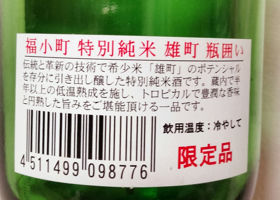 福小町 特別純米 雄町 瓶囲い
伝統と革新の技術で希少米「雄町」のポテンシャル
を存分に引き出し醸した特別純米酒です。蔵内で半
年以上の低温熟成を施し、トロピカルで豊潤な香味
と円熟した旨みをご堪能頂ける一品です。
飲用温度:冷やして
限定品
4 511499 098776